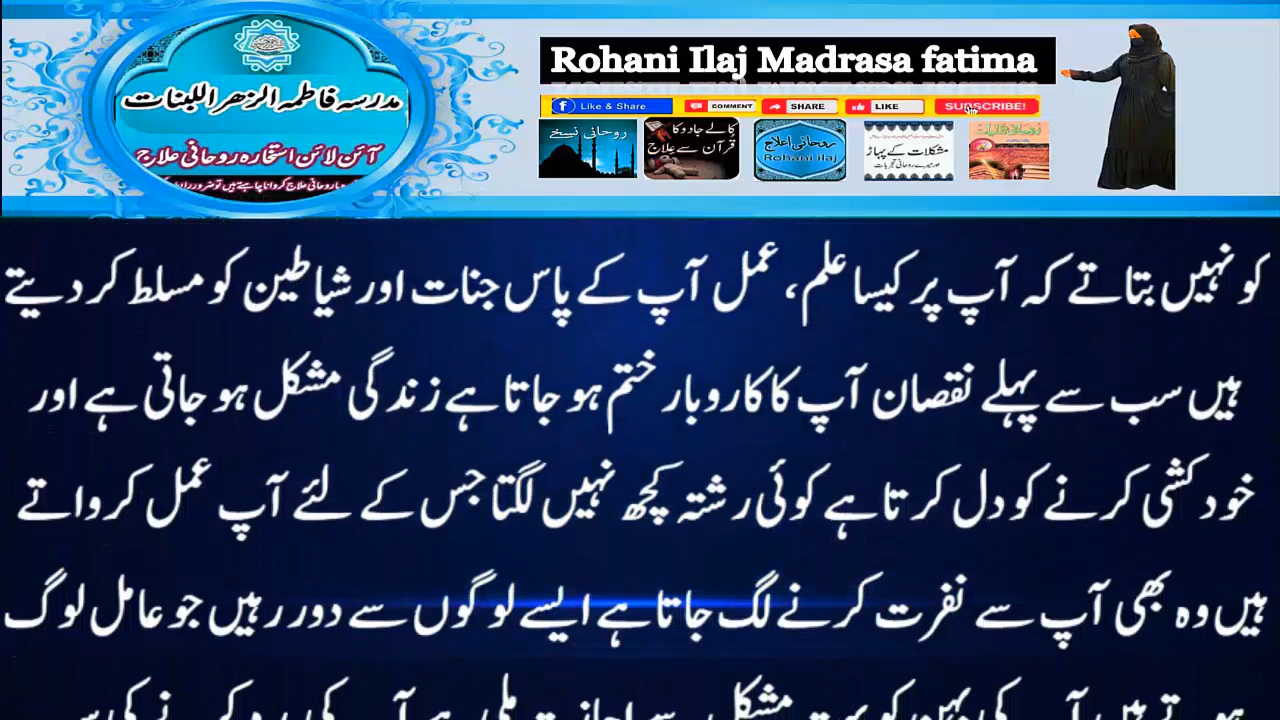 مدرسہ فاطمہ الزھراللبنات
آئن لائن استخارہ روحانی علاج
Rohani Ilaj Madrasa fatima
Like & Share
COMMENT
SHARE
LIKE
SUBSCRIBE!
روحانی نسخے
کالے جادو کا
قرآن سے علاج
روحانی علاج
Rohani ilaj
مشکلات کے پہاڑ
کو نہیں بتاتے کہ آپ پر کیسا علم، عمل آپ کے پاس جنات اور شیاطین کو مسلط کر دیتے
ہیں سب سے پہلے نقصان آپ کا کاروبار ختم ہو جاتا ہے زندگی مشکل ہو جاتی ہے اور
خودکشی کرنے کو دل کرتا ہے کوئی رشتہ کچھ نہیں لگتا جس کے لئے آپ عمل کرواتے
ہیں وہ بھی آپ سے نفرت کرنے لگ جاتا ہے ایسے لوگوں سے دور رہیں جو عامل لوگ